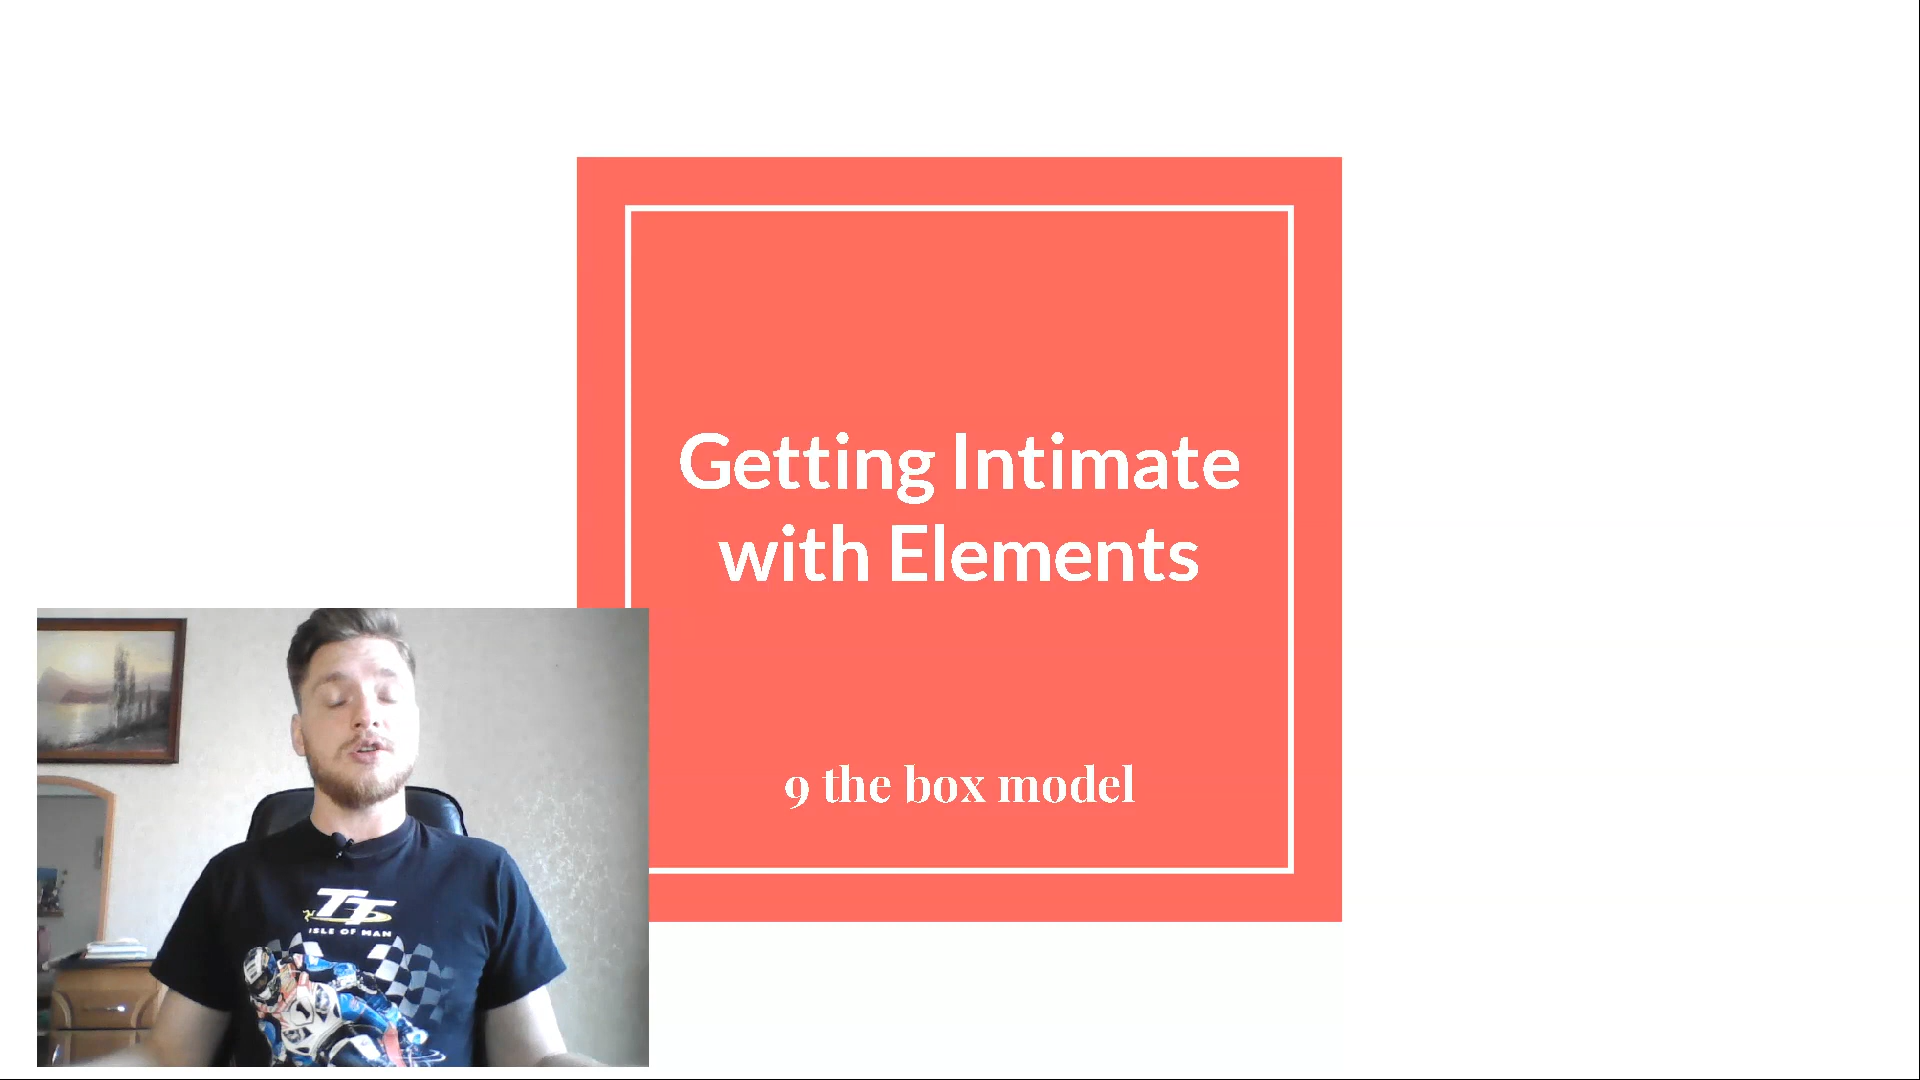 Getting Intimate
with Elements
9 the box model
TT
ISLE OF MAN